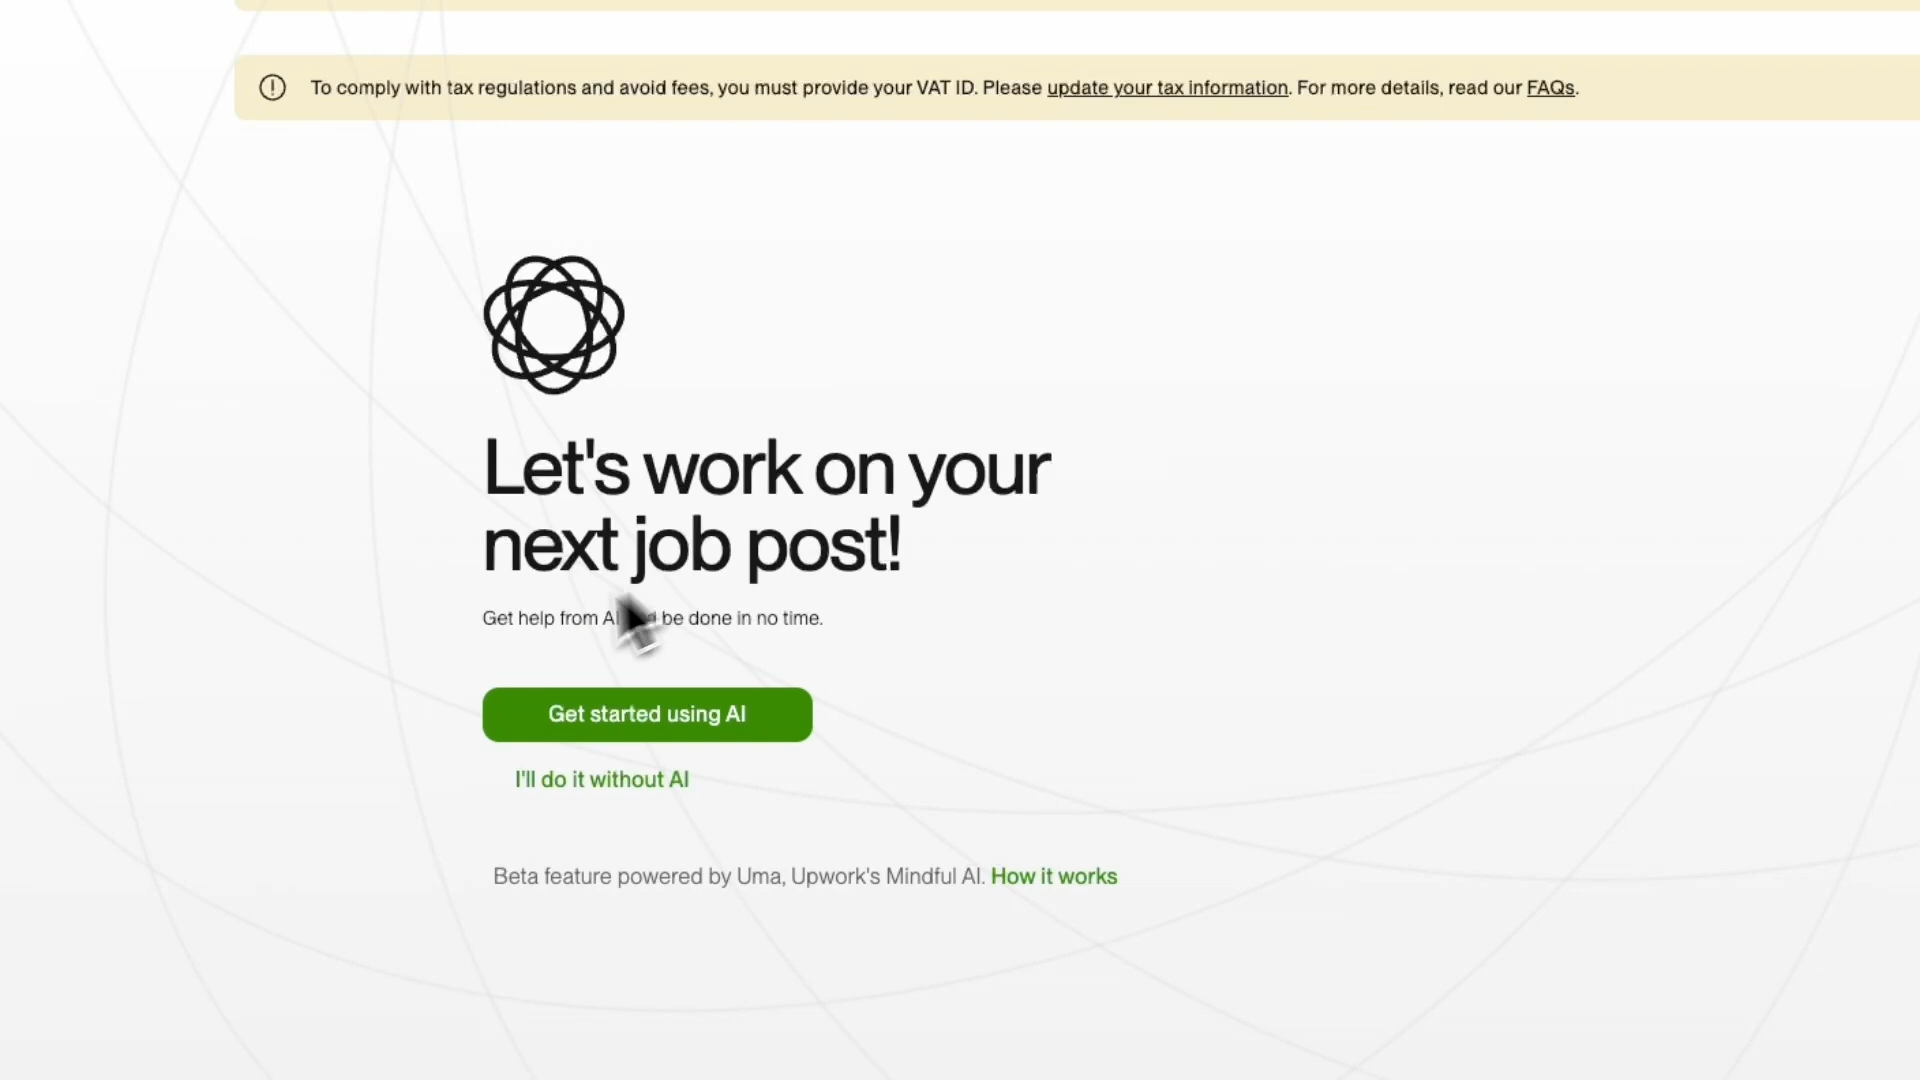 To comply with tax regulations and avoid fees, you must provide your VAT ID. Please update your tax information. For more details, read our FAQs.
Let's work on your
next job post!
Get help from AI be done in no time.
Get started using AI
I'll do it without AI
Beta feature powered by Uma, Upwork's Mindful AI. How it works